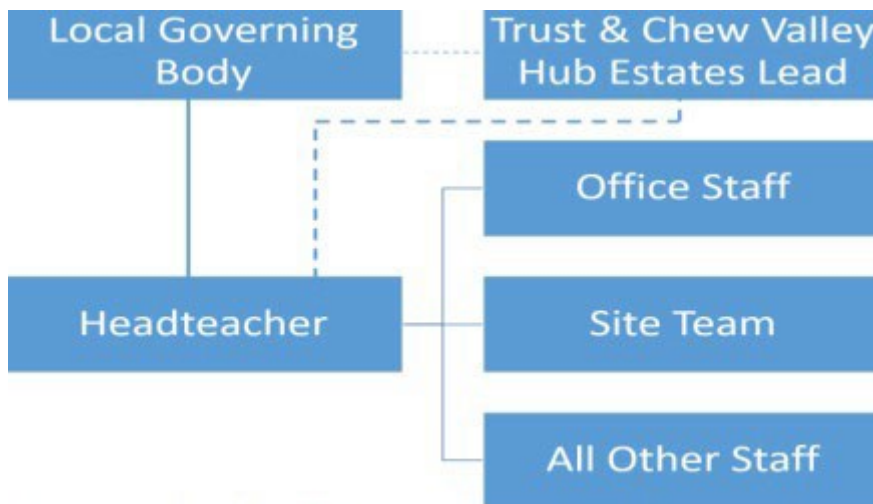 Local Governing
Body
Trust & Chew Valley
Hub Estates Lead
Office Staff
Headteacher
Site Team
All Other Staff